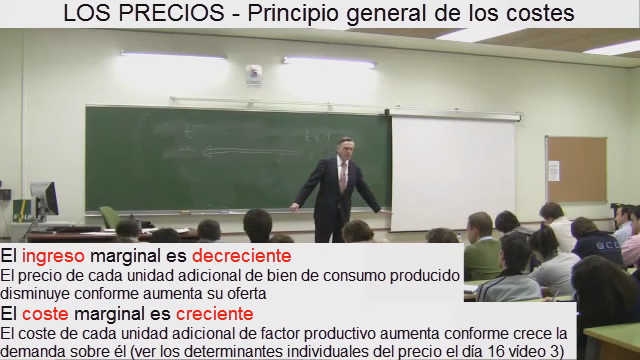 LOS PRECIOS - Principio general de los costes
El ingreso marginal es decreciente
El precio de cada unidad adicional de bien de consumo producido
disminuye conforme aumenta su oferta
El coste marginal es creciente
El coste de cada unidad adicional de factor productivo aumenta conforme crece la
demanda sobre él (ver los determinantes individuales del precio el día 16 vídeo 3)